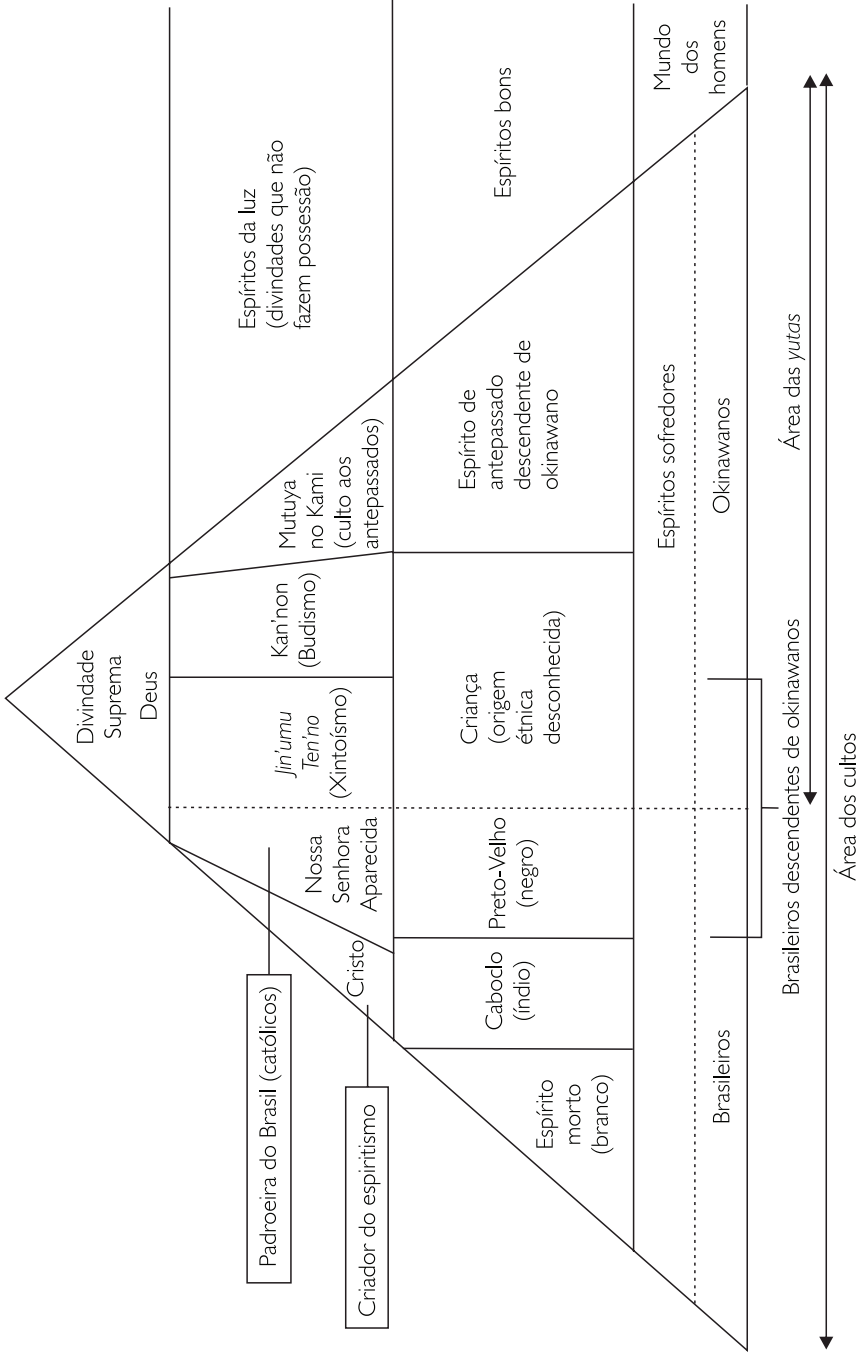 Divindade
Suprema
Deus
Espíritos da luz
(divindades que não
fazem possessão)
Padroeira do Brasil (católicos)
Criador do espiritismo
Cristo
Nossa
Senhora
Aparecida
Jin'umu
Ten'no
(Xintoísmo)
Kan'non
(Budismo)
Mutuya
no Kami
(culto aos
antepassados)
Espíritos bons
Espírito
morto
(branco)
Caboclo
(índio)
Preto-Velho
(negro)
Criança
(origem
étnica
desconhecida)
Espírito de
antepassado
descendente de
okinawano
Espíritos sofredores
Mundo
dos
homens
Brasileiros
Okinawanos
Brasileiros descendentes de okinawanos
Área das yutas
Área dos cultos